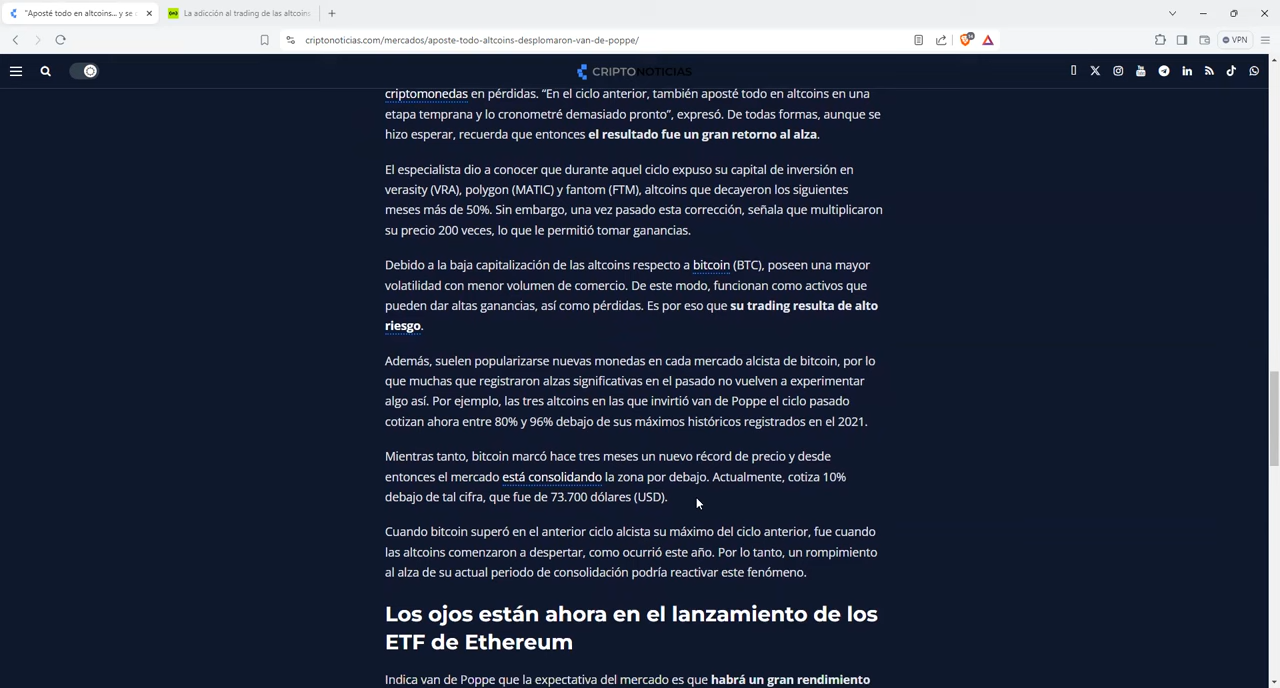 "Aposté todo en altcoins... y se d
La adicción al trading de las altcoins
criptonoticias.com/mercados/aposte-todo-altcoins-desplomaron-van-de-poppe/
VPN
CRIPTONOTICIAS
criptomonedas en pérdidas. “En el ciclo anterior, también aposté todo en altcoins en una
etapa temprana y lo cronometré demasiado pronto”, expresó. De todas formas, aunque se
hizo esperar, recuerda que entonces el resultado fue un gran retorno al alza.
El especialista dio a conocer que durante aquel ciclo expuso su capital de inversión en
verasity (VRA), polygon (MATIC) y fantom (FTM), altcoins que decayeron los siguientes
meses más de 50%. Sin embargo, una vez pasado esta corrección, señala que multiplicaron
su precio 200 veces, lo que le permitió tomar ganancias.
Debido a la baja capitalización de las altcoins respecto a bitcoin (BTC), poseen una mayor
volatilidad con menor volumen de comercio. De este modo, funcionan como activos que
pueden dar altas ganancias, así como pérdidas. Es por eso que su trading resulta de alto
riesgo.
Además, suelen popularizarse nuevas monedas en cada mercado alcista de bitcoin, por lo
que muchas que registraron alzas significativas en el pasado no vuelven a experimentar
algo así. Por ejemplo, las tres altcoins en las que invirtió van de Poppe el ciclo pasado
cotizan ahora entre 80% y 96% debajo de sus máximos históricos registrados en el 2021.
Mientras tanto, bitcoin marcó hace tres meses un nuevo récord de precio y desde
entonces el mercado está consolidando la zona por debajo. Actualmente, cotiza 10%
debajo de tal cifra, que fue de 73.700 dólares (USD).
Cuando bitcoin superó en el anterior ciclo alcista su máximo del ciclo anterior, fue cuando
las altcoins comenzaron a despertar, como ocurrió este año. Por lo tanto, un rompimiento
al alza de su actual periodo de consolidación podría reactivar este fenómeno.
Los ojos están ahora en el lanzamiento de los
ETF de Ethereum
Indica van de Poppe que la expectativa del mercado es que habrá un gran rendimiento